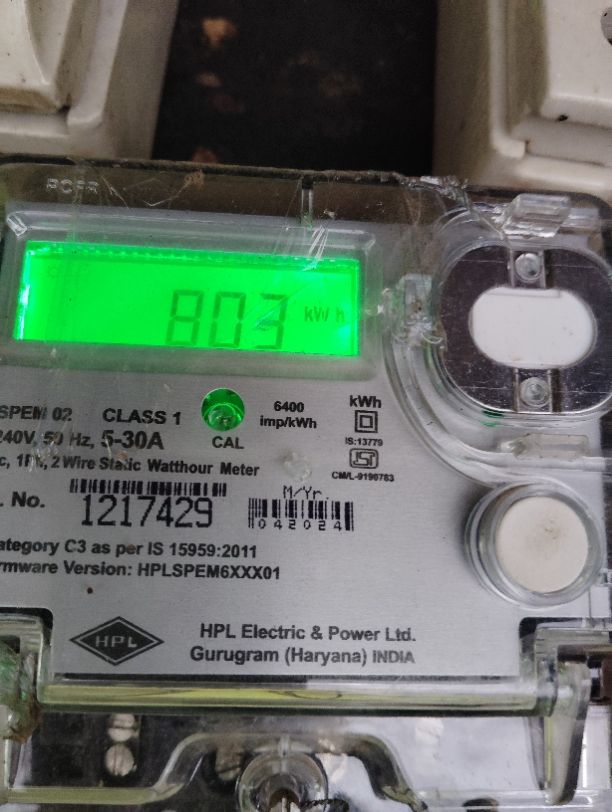 803 kWh
SPEM 02 CLASS 1 6400 kWh
240V, 50 Hz, 5-30A CAL imp/kWh
IS:13779
2 Wire Static Watthour Meter
CM/L-9196783
No. 1217429 M/Yr.
042024
ategory C3 as per IS 15959:2011
rmware Version: HPLSPEM6XXX01
HPL HPL Electric & Power Ltd.
Gurugram (Haryana) INDIA